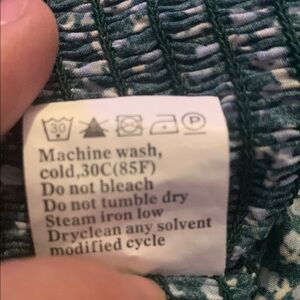 30 P
Machine wash,
cold,30C(85F)
Do not bleach
Do not tumble dry
Steam iron low
Dryclean any solvent
modified cycle